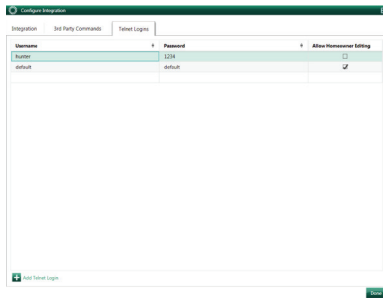 Configure Integration
Integration 3rd Party Commands Telnet Logins
Username Password Allow Homeowner Editing
hunter 1234
default default
Add Telnet Login
Done